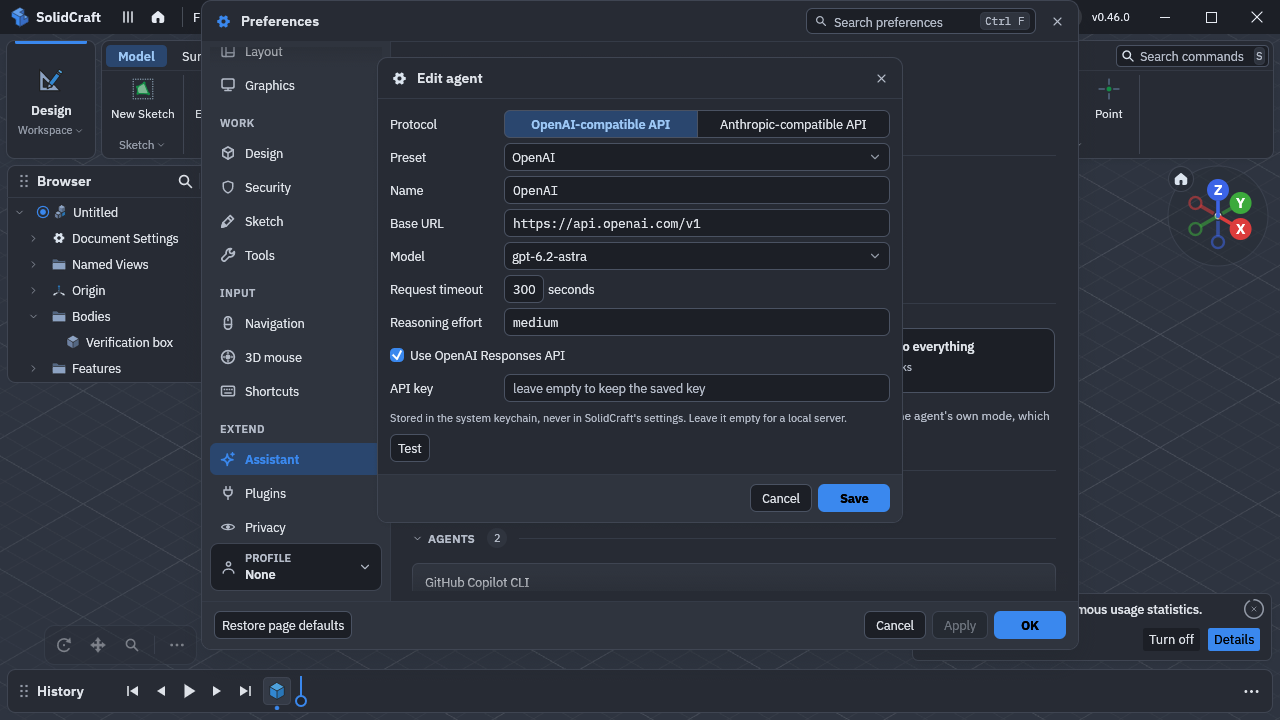 SolidCraft
F
Preferences
Search preferences
Ctrl F
v0.46.0
Model
Sur
Search commands
S
Design
Workspace
New Sketch
E
Sketch
Point
Browser
Untitled
Document Settings
Named Views
Origin
Bodies
Verification box
Features
Layout
Graphics
WORK
Design
Security
Sketch
Tools
INPUT
Navigation
3D mouse
Shortcuts
EXTEND
Assistant
Plugins
Privacy
PROFILE
None
Edit agent
Protocol
OpenAI-compatible API
Anthropic-compatible API
Preset
OpenAI
Name
OpenAI
Base URL
https://api.openai.com/v1
Model
gpt-6.2-astra
Request timeout
300
seconds
Reasoning effort
medium
Use OpenAI Responses API
API key
leave empty to keep the saved key
Stored in the system keychain, never in SolidCraft's settings. Leave it empty for a local server.
Test
Cancel
Save
o everything
ks
e agent's own mode, which
AGENTS
2
GitHub Copilot CLI
Restore page defaults
Cancel
Apply
OK
Z
Y
X
mous usage statistics.
Turn off
Details
History